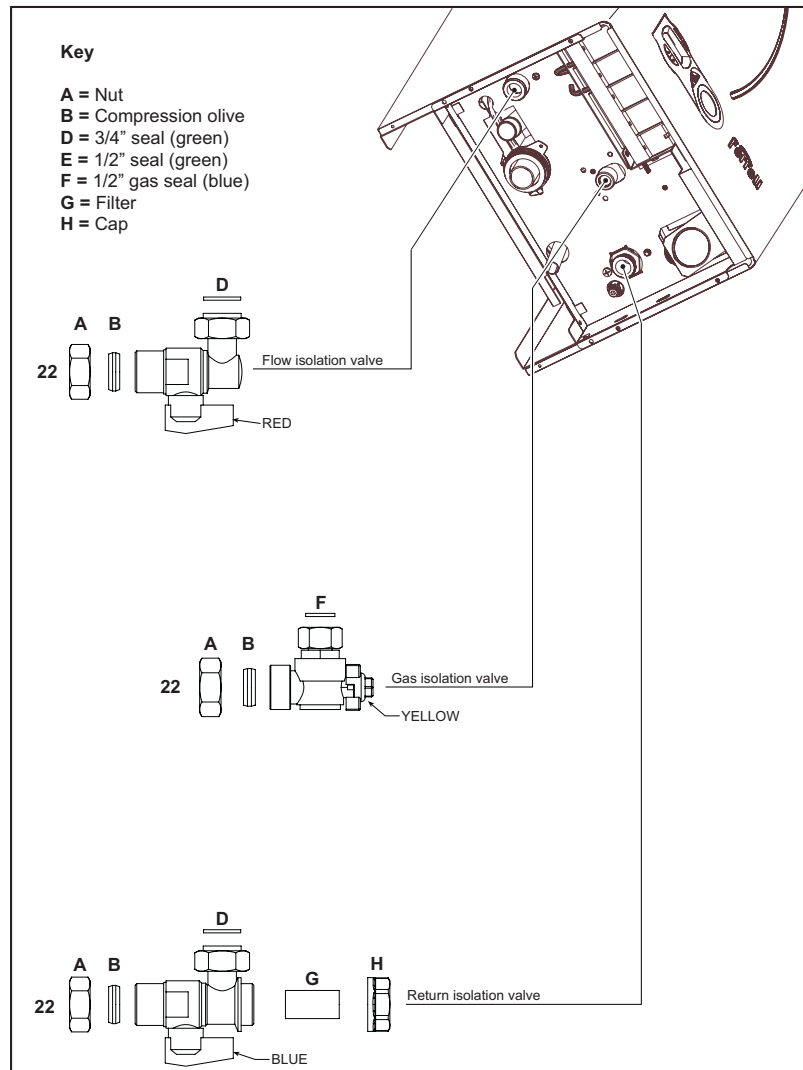 Key
A = Nut
B = Compression olive
D = 3/4” seal (green)
E = 1/2” seal (green)
F = 1/2” gas seal (blue)
G = Filter
H = Cap
Ferroli
D
A B
22
Flow isolation valve
RED
F
A B
22
Gas isolation valve
YELLOW
D
A B
G
H
22
Return isolation valve
BLUE